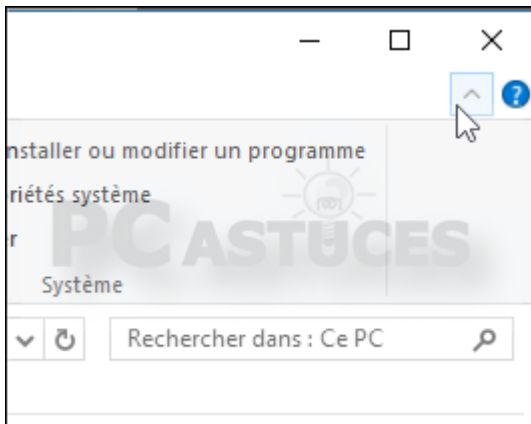 ?
nstaller ou modifier un programme
riétés système
r
PC ASTUCES
Système
Rechercher dans : Ce PC